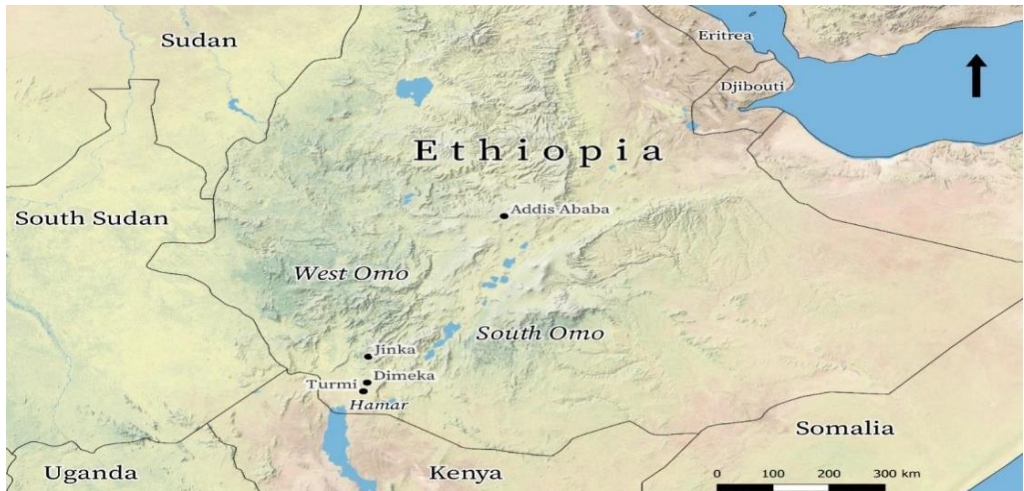 Sudan
Eritrea
Djibouti
Ethiopia
South Sudan
Addis Ababa
West Omo
South Omo
Jinka
Dimeka
Turmi
Hamar
Somalia
Uganda
Kenya
0 100 200 300 km